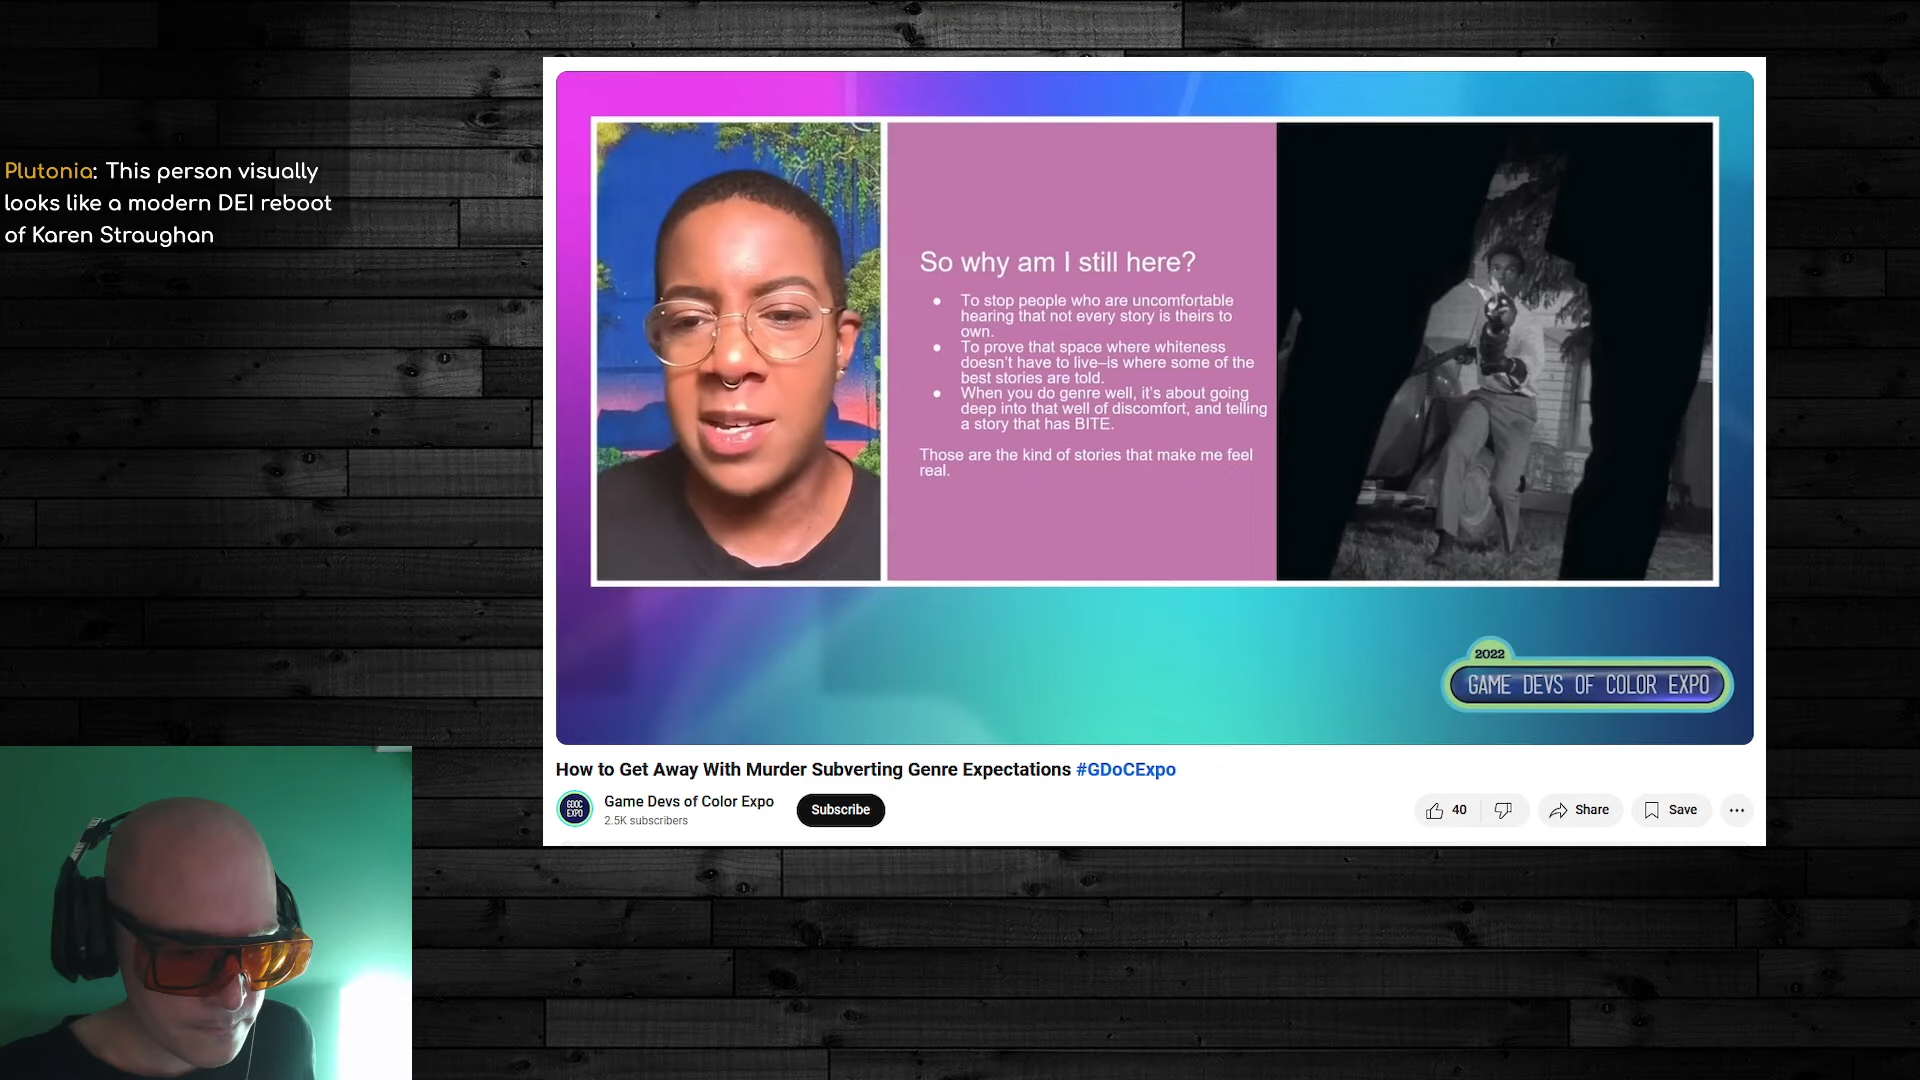 Plutonia: This person visually
looks like a modern DEI reboot
of Karen Straughan
So why am I still here?
● To stop people who are uncomfortable
hearing that not every story is theirs to
own.
● To prove that space where whiteness
doesn't have to live–is where some of the
best stories are told.
● When you do genre well, it's about going
deep into that well of discomfort, and telling
a story that has BITE.
Those are the kind of stories that make me feel
real.
2022
GAME DEVS OF COLOR EXPO
How to Get Away With Murder Subverting Genre Expectations #GDoCExpo
GDOC
EXPO
Game Devs of Color Expo
2.5K subscribers
Subscribe
40
Share
Save